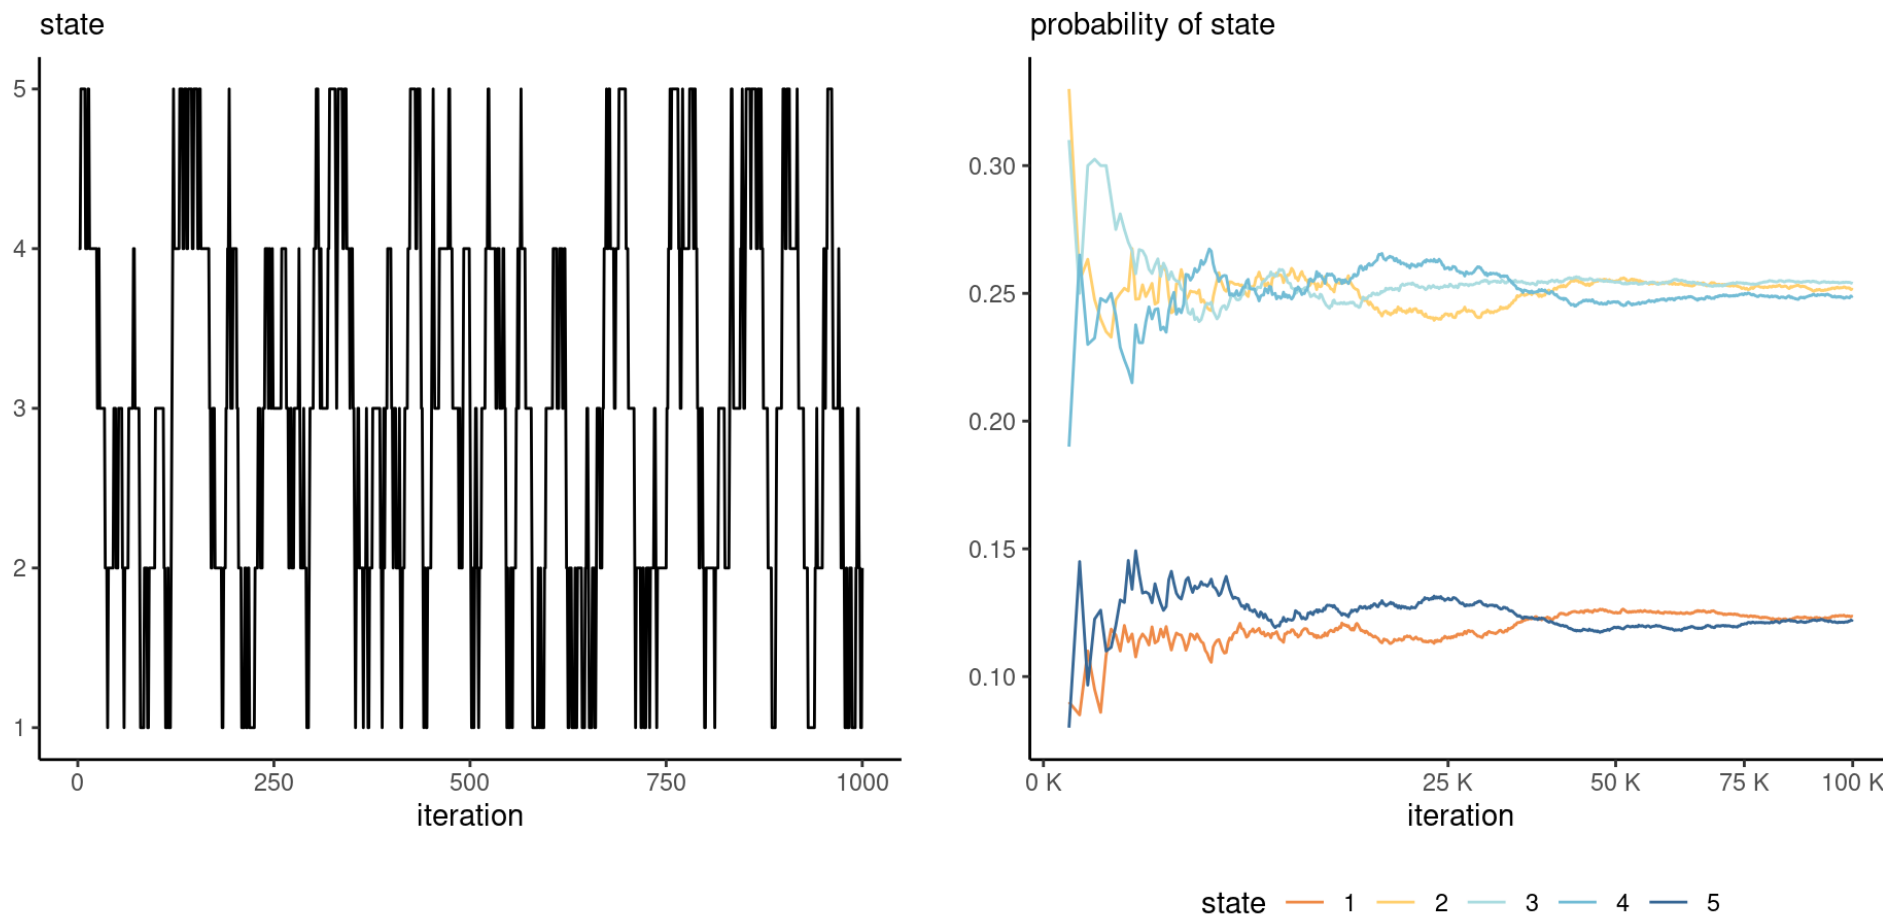 state
5
4
3
2
1
0 250 500 750 1000
iteration
probability of state
0.30
0.25
0.20
0.15
0.10
0 K 25 K 50 K 75 K 100 K
iteration
state 1 2 3 4 5